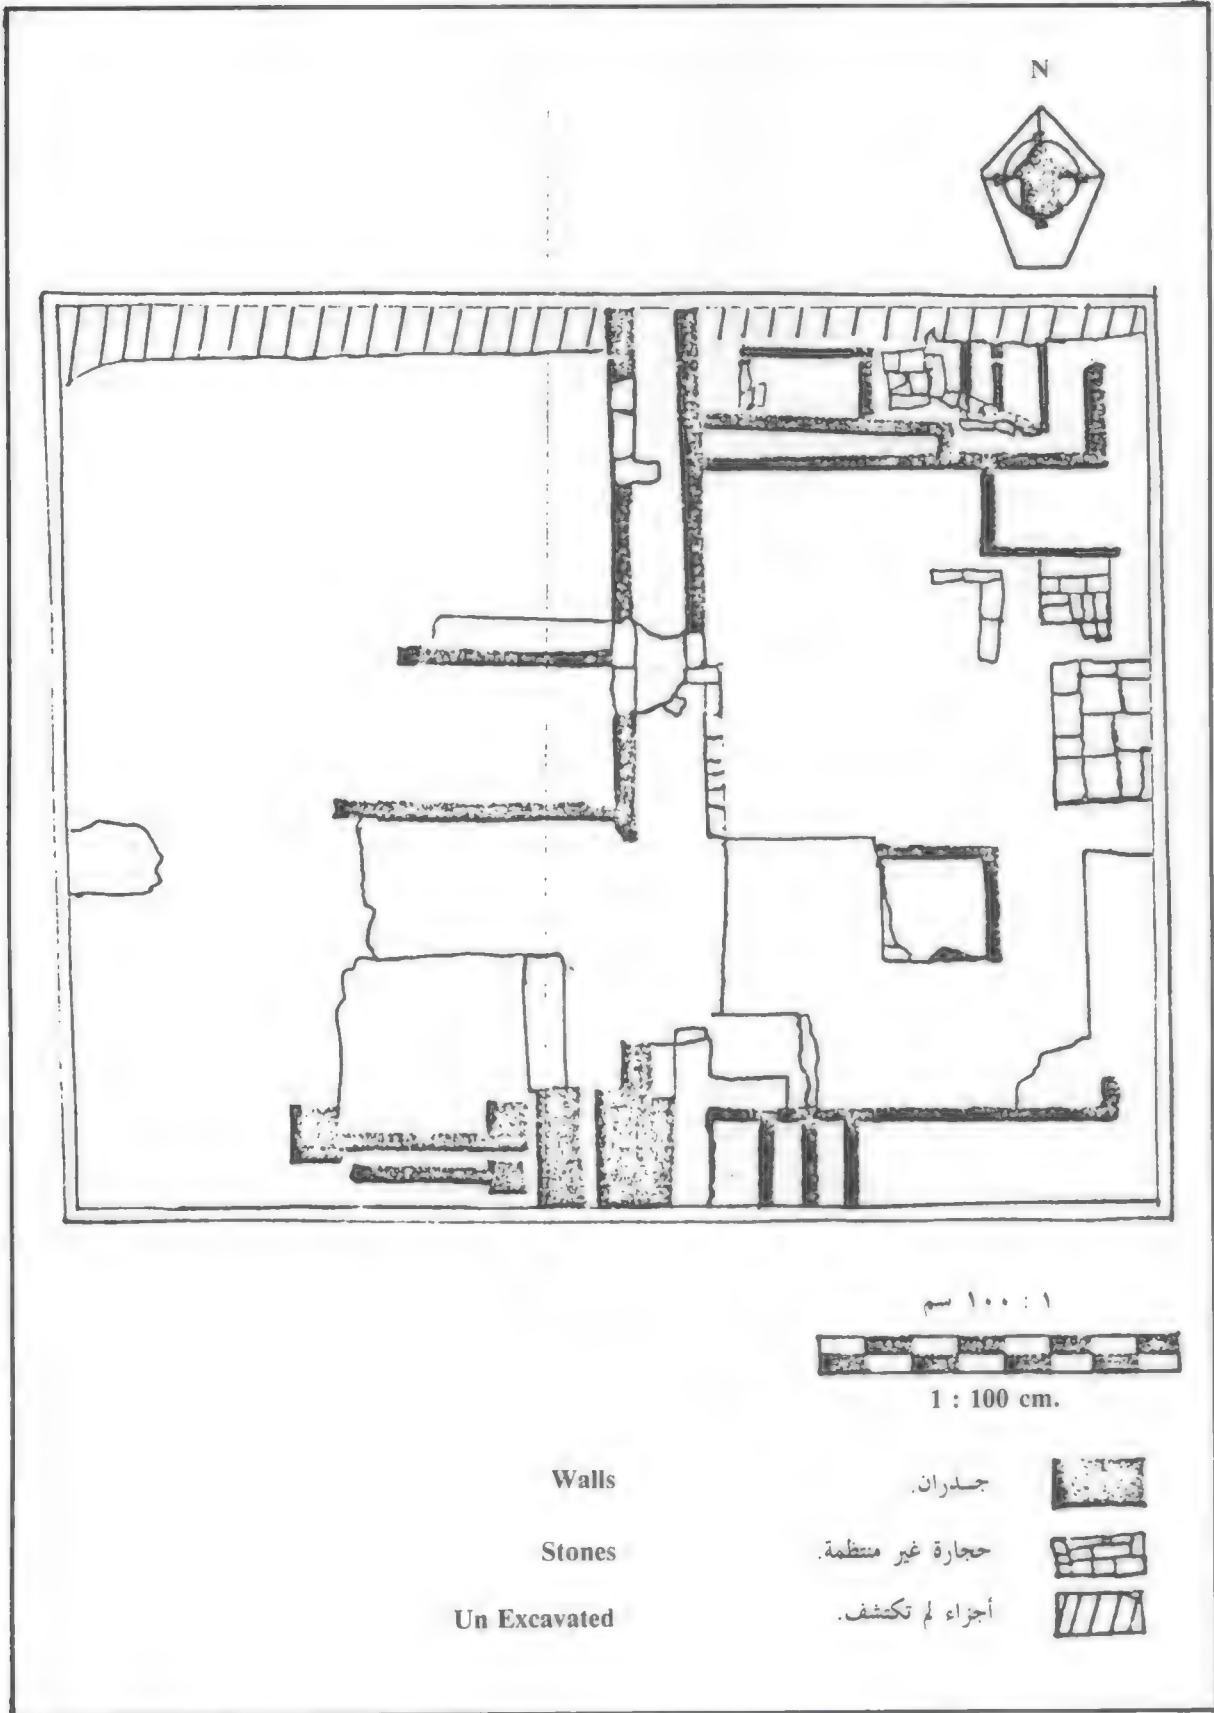 N
١ : ١٠٠ سم
1 : 100 cm.
Walls جدران.
Stones حجارة غير منتظمة.
Un Excavated أجزاء لم تكتشف.